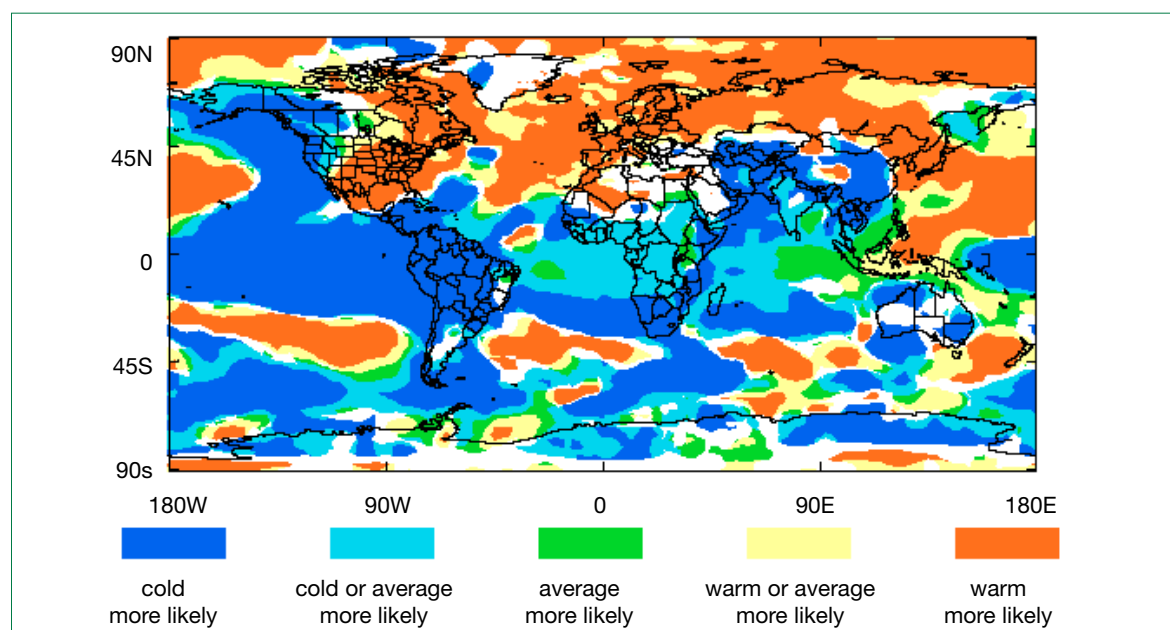 90N
45N
0
45S
90s
180W 90W 0 90E 180E
cold more likely
cold or average more likely
average more likely
warm or average more likely
warm more likely